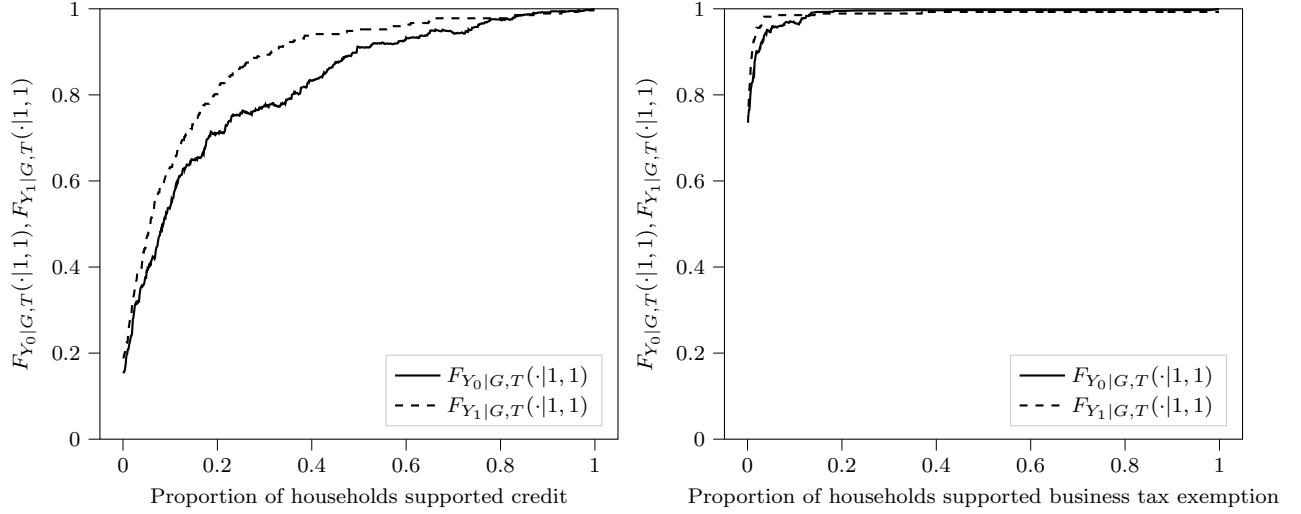 F_{Y_0|G,T}(·|1, 1), F_{Y_1|G,T}(·|1, 1)
1
0.8
0.6
0.4
0.2
0
0 0.2 0.4 0.6 0.8 1
Proportion of households supported credit
F_{Y_0|G,T}(·|1, 1)
F_{Y_1|G,T}(·|1, 1)
F_{Y_0|G,T}(·|1, 1), F_{Y_1|G,T}(·|1, 1)
1
0.8
0.6
0.4
0.2
0
0 0.2 0.4 0.6 0.8 1
Proportion of households supported business tax exemption
F_{Y_0|G,T}(·|1, 1)
F_{Y_1|G,T}(·|1, 1)